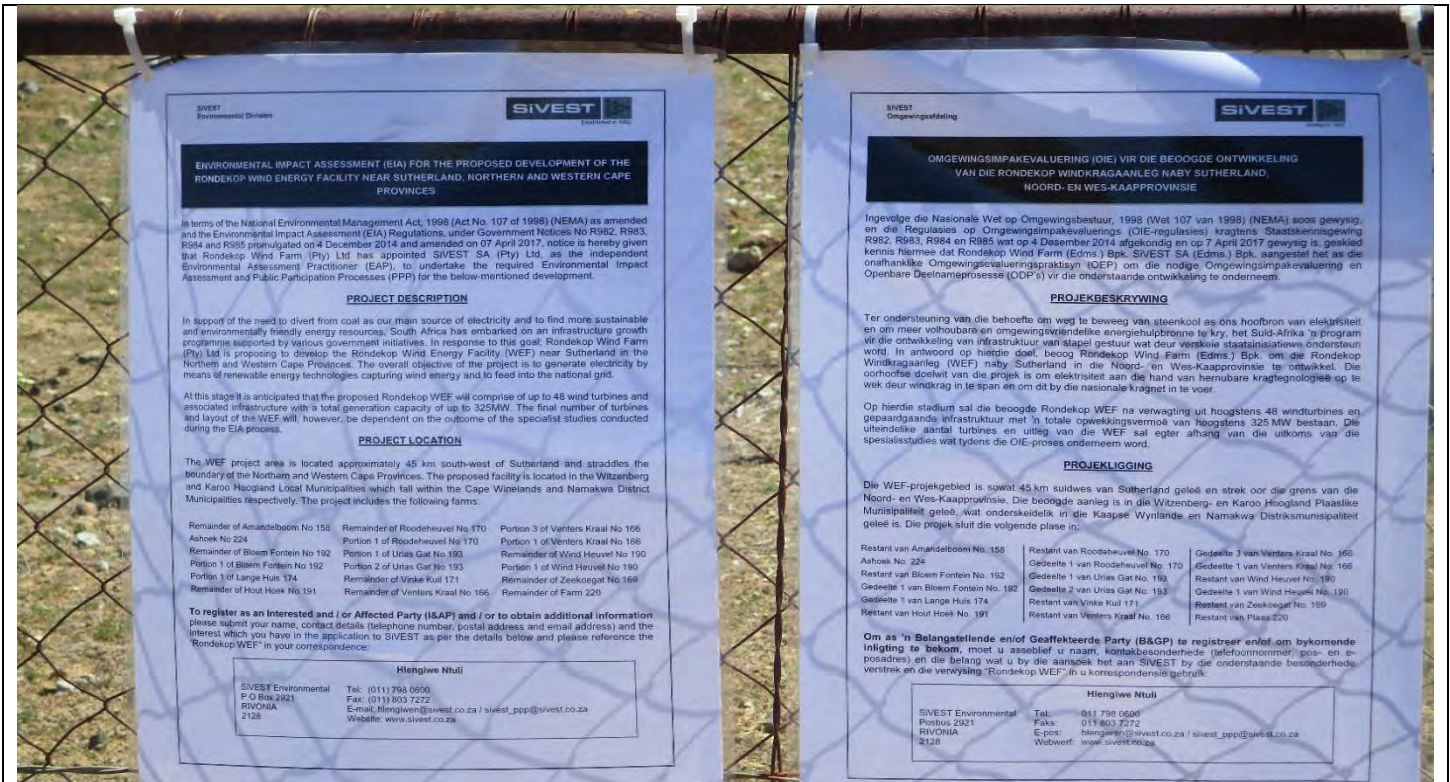 SiVEST
Environmental Division
SiVEST
Established in 1952
ENVIRONMENTAL IMPACT ASSESSMENT (EIA) FOR THE PROPOSED DEVELOPMENT OF THE
RONDEKOP WIND ENERGY FACILITY NEAR SUTHERLAND, NORTHERN AND WESTERN CAPE
PROVINCES
In terms of the National Environmental Management Act, 1998 (Act No. 107 of 1998) (NEMA) as amended
and the Environmental Impact Assessment (EIA) Regulations, under Government Notices No R982, R983,
R984 and R985 promulgated on 4 December 2014 and amended on 07 April 2017, notice is hereby given
that Rondekop Wind Farm (Pty) Ltd has appointed SiVEST SA (Pty) Ltd, as the independent
Environmental Assessment Practitioner (EAP), to undertake the required Environmental Impact
Assessment and Public Participation Processes (PPP) for the below-mentioned development.
PROJECT DESCRIPTION
In support of the need to divert from coal as our main source of electricity and to find more sustainable
and environmentally friendly energy resources, South Africa has embarked on an infrastructure growth
programme supported by various government initiatives. In response to this goal; Rondekop Wind Farm
(Pty) Ltd is proposing to develop the Rondekop Wind Energy Facility (WEF) near Sutherland in the
Northern and Western Cape Provinces. The overall objective of the project is to generate electricity by
means of renewable energy technologies capturing wind energy and to feed into the national grid.
At this stage it is anticipated that the proposed Rondekop WEF will comprise of up to 48 wind turbines and
associated infrastructure with a total generation capacity of up to 325MW. The final number of turbines
and layout of the WEF will, however, be dependent on the outcome of the specialist studies conducted
during the EIA process.
PROJECT LOCATION
The WEF project area is located approximately 45 km south-west of Sutherland and straddles the
boundary of the Northern and Western Cape Provinces. The proposed facility is located in the Witzenberg
and Karoo Hoogland Local Municipalities which fall within the Cape Winelands and Namakwa District
Municipalities respectively. The project includes the following farms:
Remainder of Amandelboom No 158 Remainder of Roodeheuvel No 170 Portion 3 of Venters Kraal No 166
Ashoek No 224 Portion 1 of Roodeheuvel No 170 Portion 1 of Venters Kraal No 166
Remainder of Bloem Fontein No 192 Portion 1 of Urias Gat No 193 Remainder of Wind Heuvel No 190
Portion 1 of Bloem Fontein No 192 Portion 2 of Urias Gat No 193 Portion 1 of Wind Heuvel No 190
Portion 1 of Lange Huis 174 Remainder of Vinke Kuil 171 Remainder of Zeekoegat No 169
Remainder of Hout Hoek No 191 Remainder of Venters Kraal No 166 Remainder of Farm 220
To register as an Interested and / or Affected Party (I&AP) and / or to obtain additional information
please submit your name, contact details (telephone number, postal address and email address) and the
interest which you have in the application to SiVEST as per the details below and please reference the
"Rondekop WEF" in your correspondence:
Hlengiwe Ntuli
SiVEST Environmental Tel: (011) 798 0600
P O Box 2921 Fax: (011) 803 7272
RIVONIA E-mail: hlengiwen@sivest.co.za / sivest_ppp@sivest.co.za
2128 Website: www.sivest.co.za
SiVEST
Omgewingsafdeling
SiVEST
OMGEWINGSIMPAKEVALUERING (OIE) VIR DIE BEOOGDE ONTWIKKELING
VAN DIE RONDEKOP WINDKRAGAANLEG NABY SUTHERLAND,
NOORD- EN WES-KAAPPROVINSIE
Ingevolge die Nasionale Wet op Omgewingsbestuur, 1998 (Wet 107 van 1998) (NEMA) soos gewysig,
en die Regulasies op Omgewingsimpakevaluerings (OIE-regulasies) kragtens Staatskennisgewing
R982, R983, R984 en R985 wat op 4 Desember 2014 afgekondig en op 7 April 2017 gewysig is, geskied
kennis hiermee dat Rondekop Wind Farm (Edms.) Bpk. SiVEST SA (Edms.) Bpk. aangestel het as die
onafhanklike Omgewingsevalueringspraktisyn (OEP) om die nodige Omgewingsimpakevaluering en
Openbare Deelnameprosesse (ODP's) vir die onderstaande ontwikkeling te onderneem.
PROJEKBESKRYWING
Ter ondersteuning van die behoefte om weg te beweeg van steenkool as ons hoofbron van elektrisiteit
en om meer volhoubare en omgewingsvriendelike energiehulpbronne te kry, het Suid-Afrika 'n program
vir die ontwikkeling van infrastruktuur van stapel gestuur wat deur verskeie staatsinisiatiewe ondersteun
word. In antwoord op hierdie doel, beoog Rondekop Wind Farm (Edms.) Bpk. om die Rondekop
Windkragaanleg (WEF) naby Sutherland in die Noord- en Wes-Kaapprovinsie te ontwikkel. Die
oorhoofse doelwit van die projek is om elektrisiteit aan die hand van hernubare kragtegnologieë op te
wek deur windkrag in te span en om dit by die nasionale kragnet in te voer.
Op hierdie stadium sal die beoogde Rondekop WEF na verwagting uit hoogstens 48 windturbines en
gepaardgaande infrastruktuur met 'n totale opwekkingsvermoë van hoogstens 325 MW bestaan. Die
uiteindelike aantal turbines en uitleg van die WEF sal egter afhang van die uitkoms van die
spesialisstudies wat tydens die OIE-proses onderneem word.
PROJEKLIGGING
Die WEF-projekgebied is sowat 45 km suidwes van Sutherland geleë en strek oor die grens van die
Noord- en Wes-Kaapprovinsie. Die beoogde aanleg is in die Witzenberg- en Karoo Hoogland Plaaslike
Munisipaliteit geleë, wat onderskeidelik in die Kaapse Wynlande en Namakwa Distriksmunisipaliteit
geleë is. Die projek sluit die volgende plase in:
Restant van Amandelboom No. 158 Restant van Roodeheuvel No. 170 Gedeelte 3 van Venters Kraal No. 166
Ashoek No. 224 Gedeelte 1 van Roodeheuvel No. 170 Gedeelte 1 van Venters Kraal No. 166
Restant van Bloem Fontein No. 192 Gedeelte 1 van Urias Gat No. 193 Restant van Wind Heuvel No. 190
Gedeelte 1 van Bloem Fontein No. 192 Gedeelte 2 van Urias Gat No. 193 Gedeelte 1 van Wind Heuvel No. 190
Gedeelte 1 van Lange Huis 174 Restant van Vinke Kuil 171 Restant van Zeekoegat No. 169
Restant van Hout Hoek No. 191 Restant van Venters Kraal No. 166 Restant van Plaas 220
Om as 'n Belangstellende en/of Geaffekteerde Party (B&GP) te registreer en/of om bykomende
inligting te bekom, moet u asseblief u naam, kontakbesonderhede (telefoonnommer, pos- en e-
posadres) en die belang wat u by die aansoek het aan SiVEST by die onderstaande besonderhede
verstrek en die verwysing "Rondekop WEF" in u korrespondensie gebruik:
Hlengiwe Ntuli
SiVEST Environmental Tel: 011 798 0600
Posbus 2921 Faks: 011 803 7272
RIVONIA E-pos: hlengiwen@sivest.co.za / sivest_ppp@sivest.co.za
2128 Webwerf: www.sivest.co.za